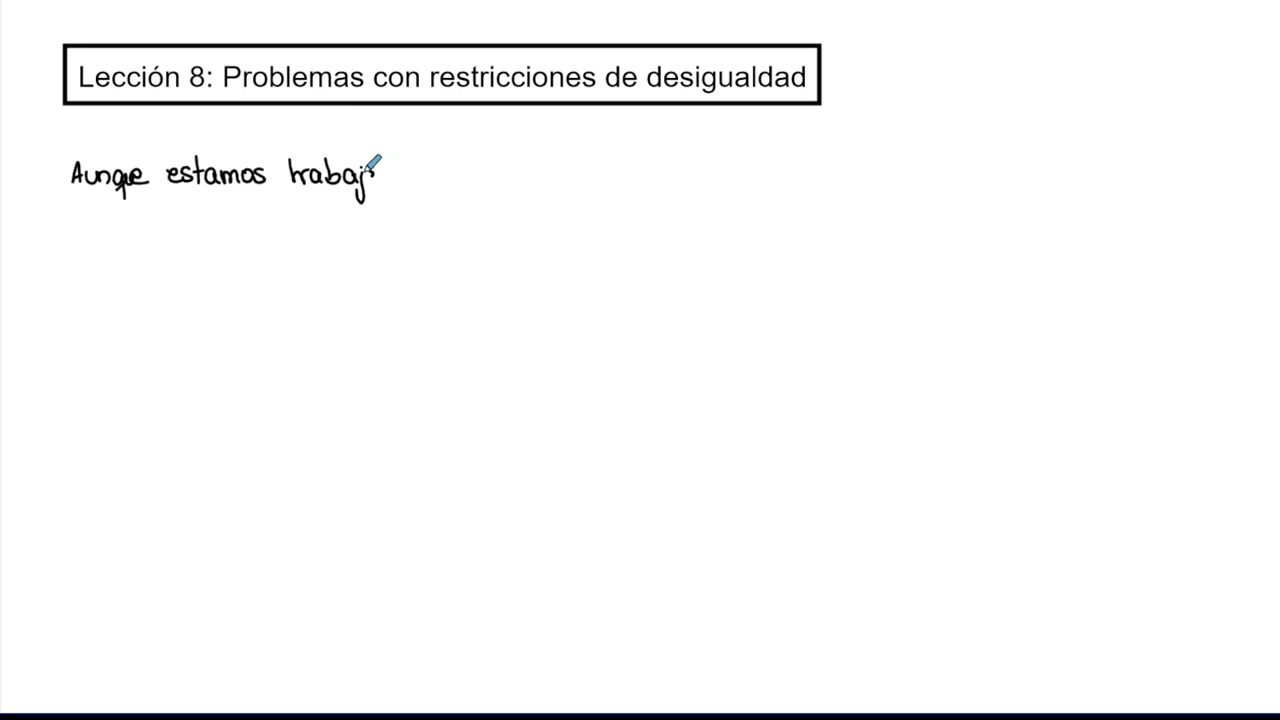 Lección 8: Problemas con restricciones de desigualdad
Aunque estamos trabaj